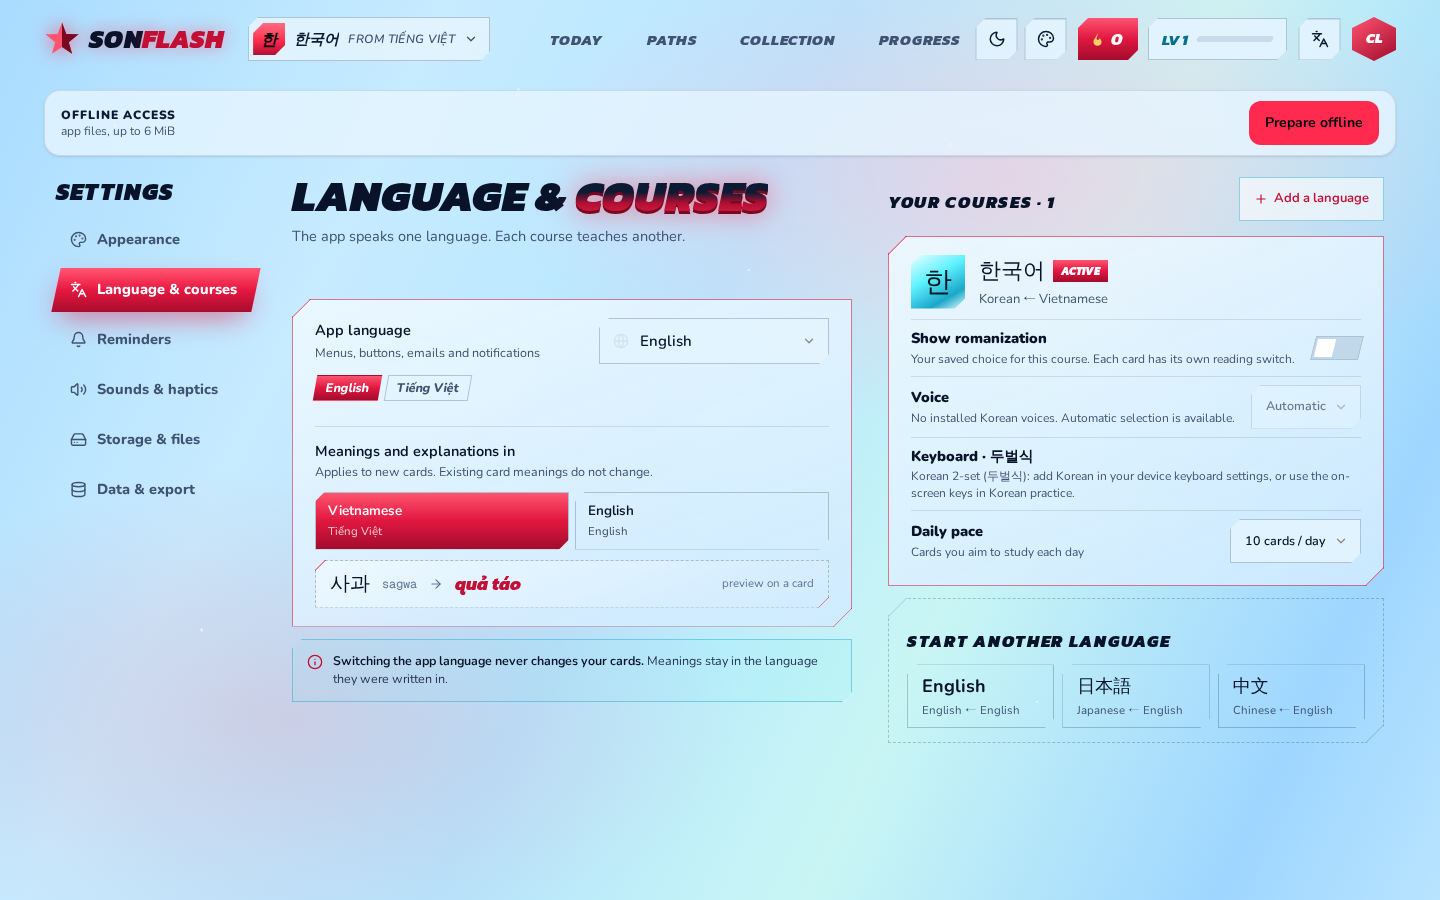 SONFLASH
한 한국어 FROM TIẾNG VIỆT
TODAY
PATHS
COLLECTION
PROGRESS
0
LV 1
CL
OFFLINE ACCESS
app files, up to 6 MiB
Prepare offline
SETTINGS
Appearance
Language & courses
Reminders
Sounds & haptics
Storage & files
Data & export
LANGUAGE & COURSES
The app speaks one language. Each course teaches another.
App language
Menus, buttons, emails and notifications
English
English
Tiếng Việt
Meanings and explanations in
Applies to new cards. Existing card meanings do not change.
Vietnamese
Tiếng Việt
English
English
사과 sagwa → quả táo
preview on a card
Switching the app language never changes your cards. Meanings stay in the language
they were written in.
YOUR COURSES · 1
+ Add a language
한
한국어 ACTIVE
Korean ← Vietnamese
Show romanization
Your saved choice for this course. Each card has its own reading switch.
Voice
No installed Korean voices. Automatic selection is available.
Automatic
Keyboard · 두벌식
Korean 2-set (두벌식): add Korean in your device keyboard settings, or use the on-
screen keys in Korean practice.
Daily pace
Cards you aim to study each day
10 cards / day
START ANOTHER LANGUAGE
English
English ← English
日本語
Japanese ← English
中文
Chinese ← English